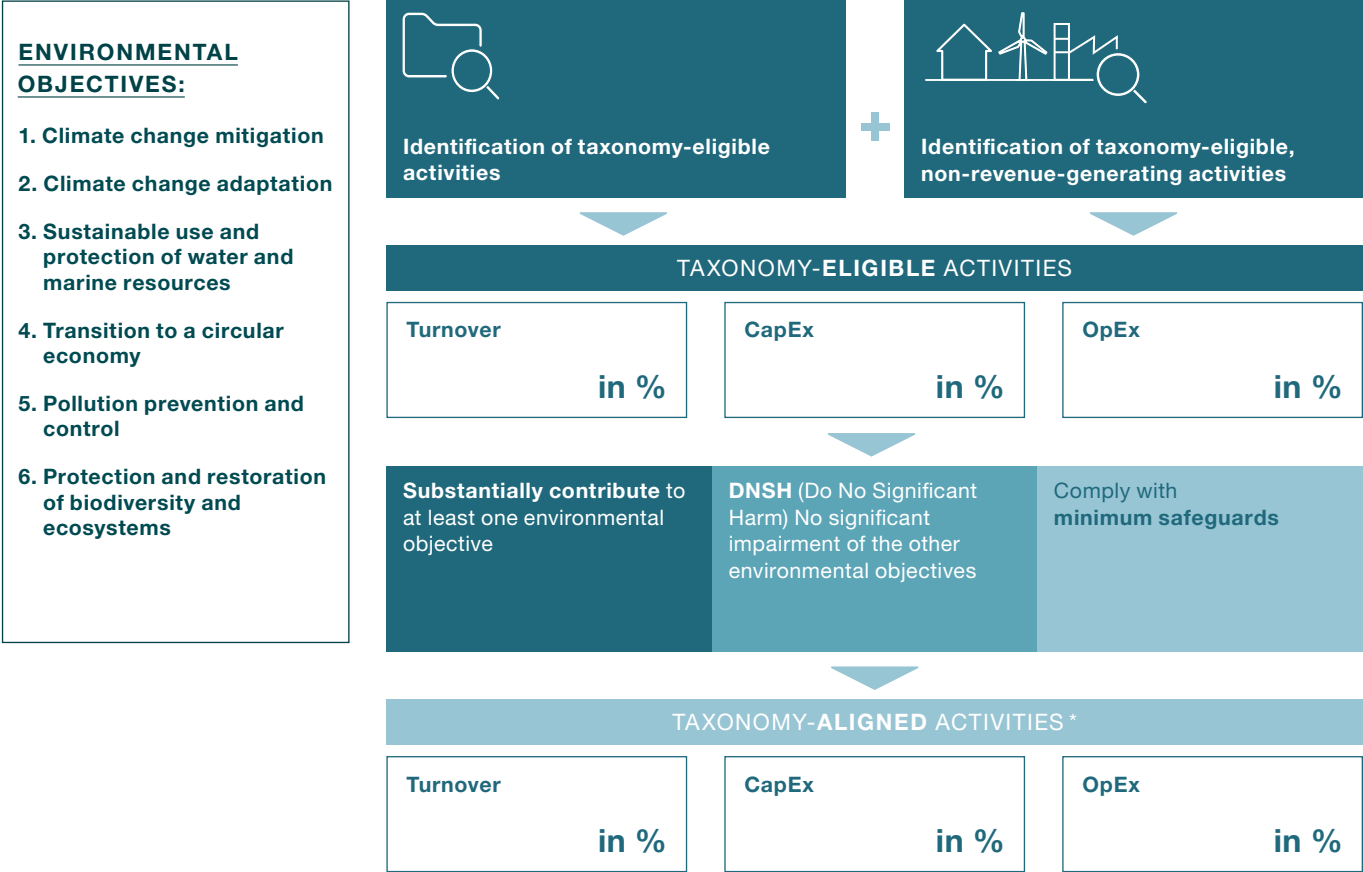 ENVIRONMENTAL
OBJECTIVES:
1. Climate change mitigation
2. Climate change adaptation
3. Sustainable use and
protection of water and
marine resources
4. Transition to a circular
economy
5. Pollution prevention and
control
6. Protection and restoration
of biodiversity and
ecosystems
Identification of taxonomy-eligible
activities
+
Identification of taxonomy-eligible,
non-revenue-generating activities
TAXONOMY-ELIGIBLE ACTIVITIES
Turnover
in %
CapEx
in %
OpEx
in %
Substantially contribute to
at least one environmental
objective
DNSH (Do No Significant
Harm) No significant
impairment of the other
environmental objectives
Comply with
minimum safeguards
TAXONOMY-ALIGNED ACTIVITIES *
Turnover
in %
CapEx
in %
OpEx
in %